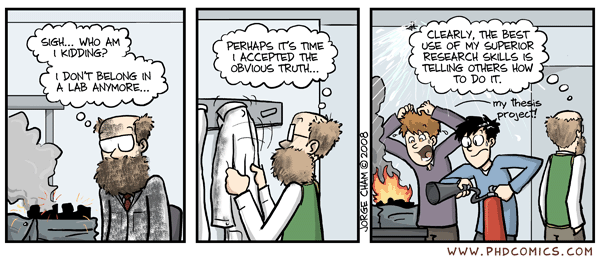 SIGH... WHO AM
I KIDDING?
I DON'T BELONG IN
A LAB ANYMORE...
PERHAPS IT'S TIME
I ACCEPTED THE
OBVIOUS TRUTH...
JORGE CHAM © 2008
CLEARLY, THE BEST
USE OF MY SUPERIOR
RESEARCH SKILLS IS
TELLING OTHERS HOW
TO DO IT.
my thesis
project!
WWW.PHDCOMICS.COM